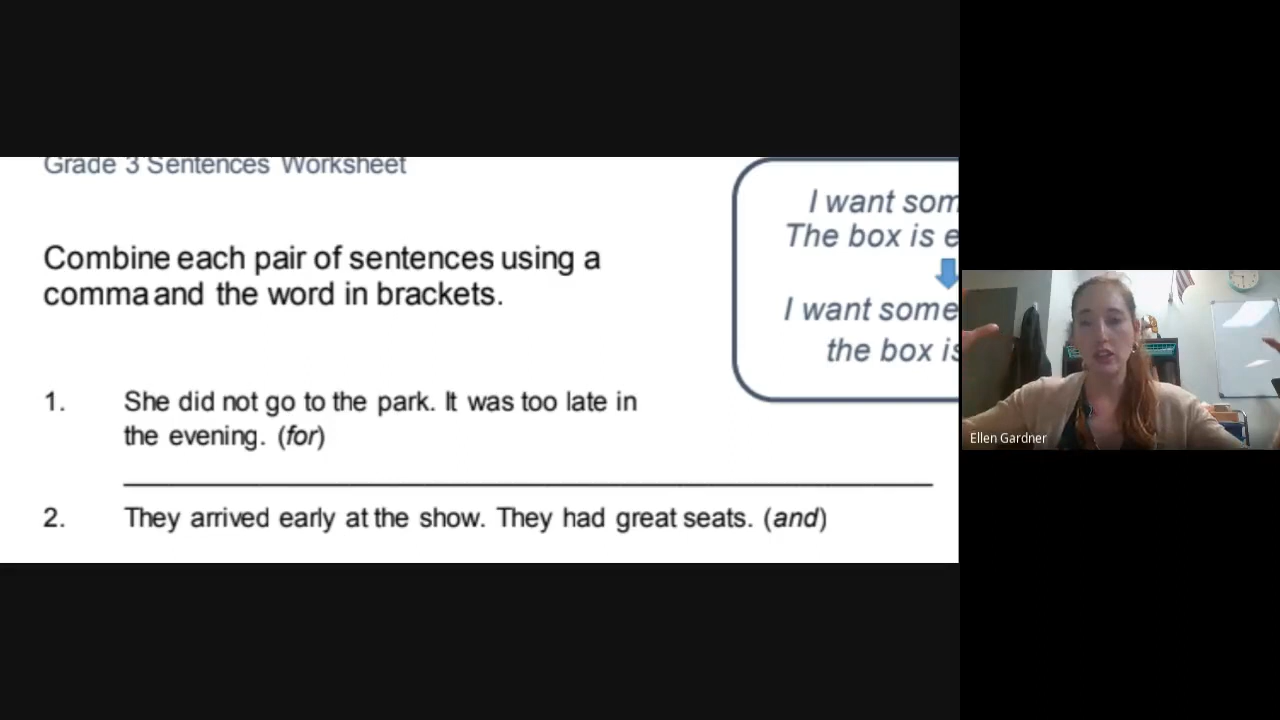 Grade 3 Sentences Worksheet
Combine each pair of sentences using a
comma and the word in brackets.
I want som
The box is e
I want some
the box is
1. She did not go to the park. It was too late in
the evening. (for)
2. They arrived early at the show. They had great seats. (and)
Ellen Gardner